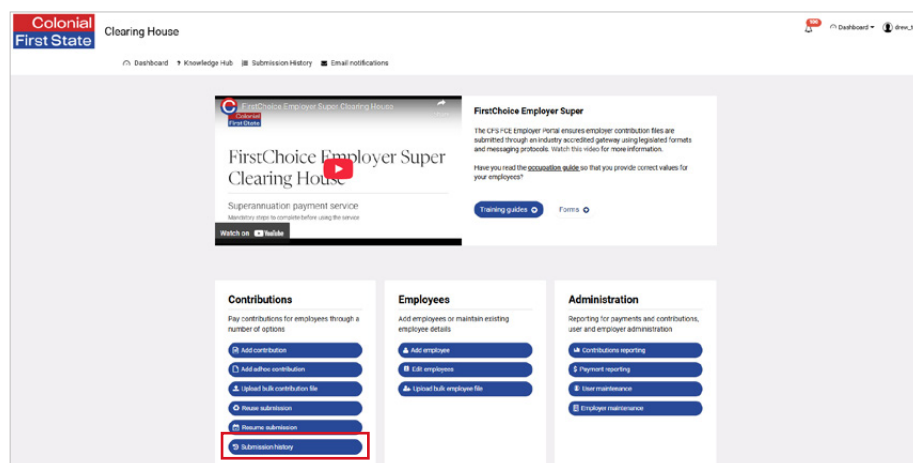 Colonial
First State
Clearing House
Dashboard
Dashboard Knowledge Hub Submission History Email notifications
FirstChoice Employer Super Clearing House
Colonial
First State
FirstChoice Employer Super
Clearing House
Superannuation payment service
Mandatory steps to complete before using the service
Watch on YouTube
FirstChoice Employer Super
The CFS FCE Employer Portal ensures employer contribution files are
submitted through an industry accredited gateway using legislated formats
and messaging protocols. Watch this video for more information.
Have you read the occupation guide so that you provide correct values for
your employees?
Training guides Forms
Contributions
Pay contributions for employees through a
number of options
Add contribution
Add adhoc contribution
Upload bulk contribution file
Reuse submission
Resume submission
Submission history
Employees
Add employees or maintain existing
employee details
Add employee
Edit employees
Upload bulk employee file
Administration
Reporting for payments and contributions,
user and employer administration
Contributions reporting
Payment reporting
User maintenance
Employer maintenance